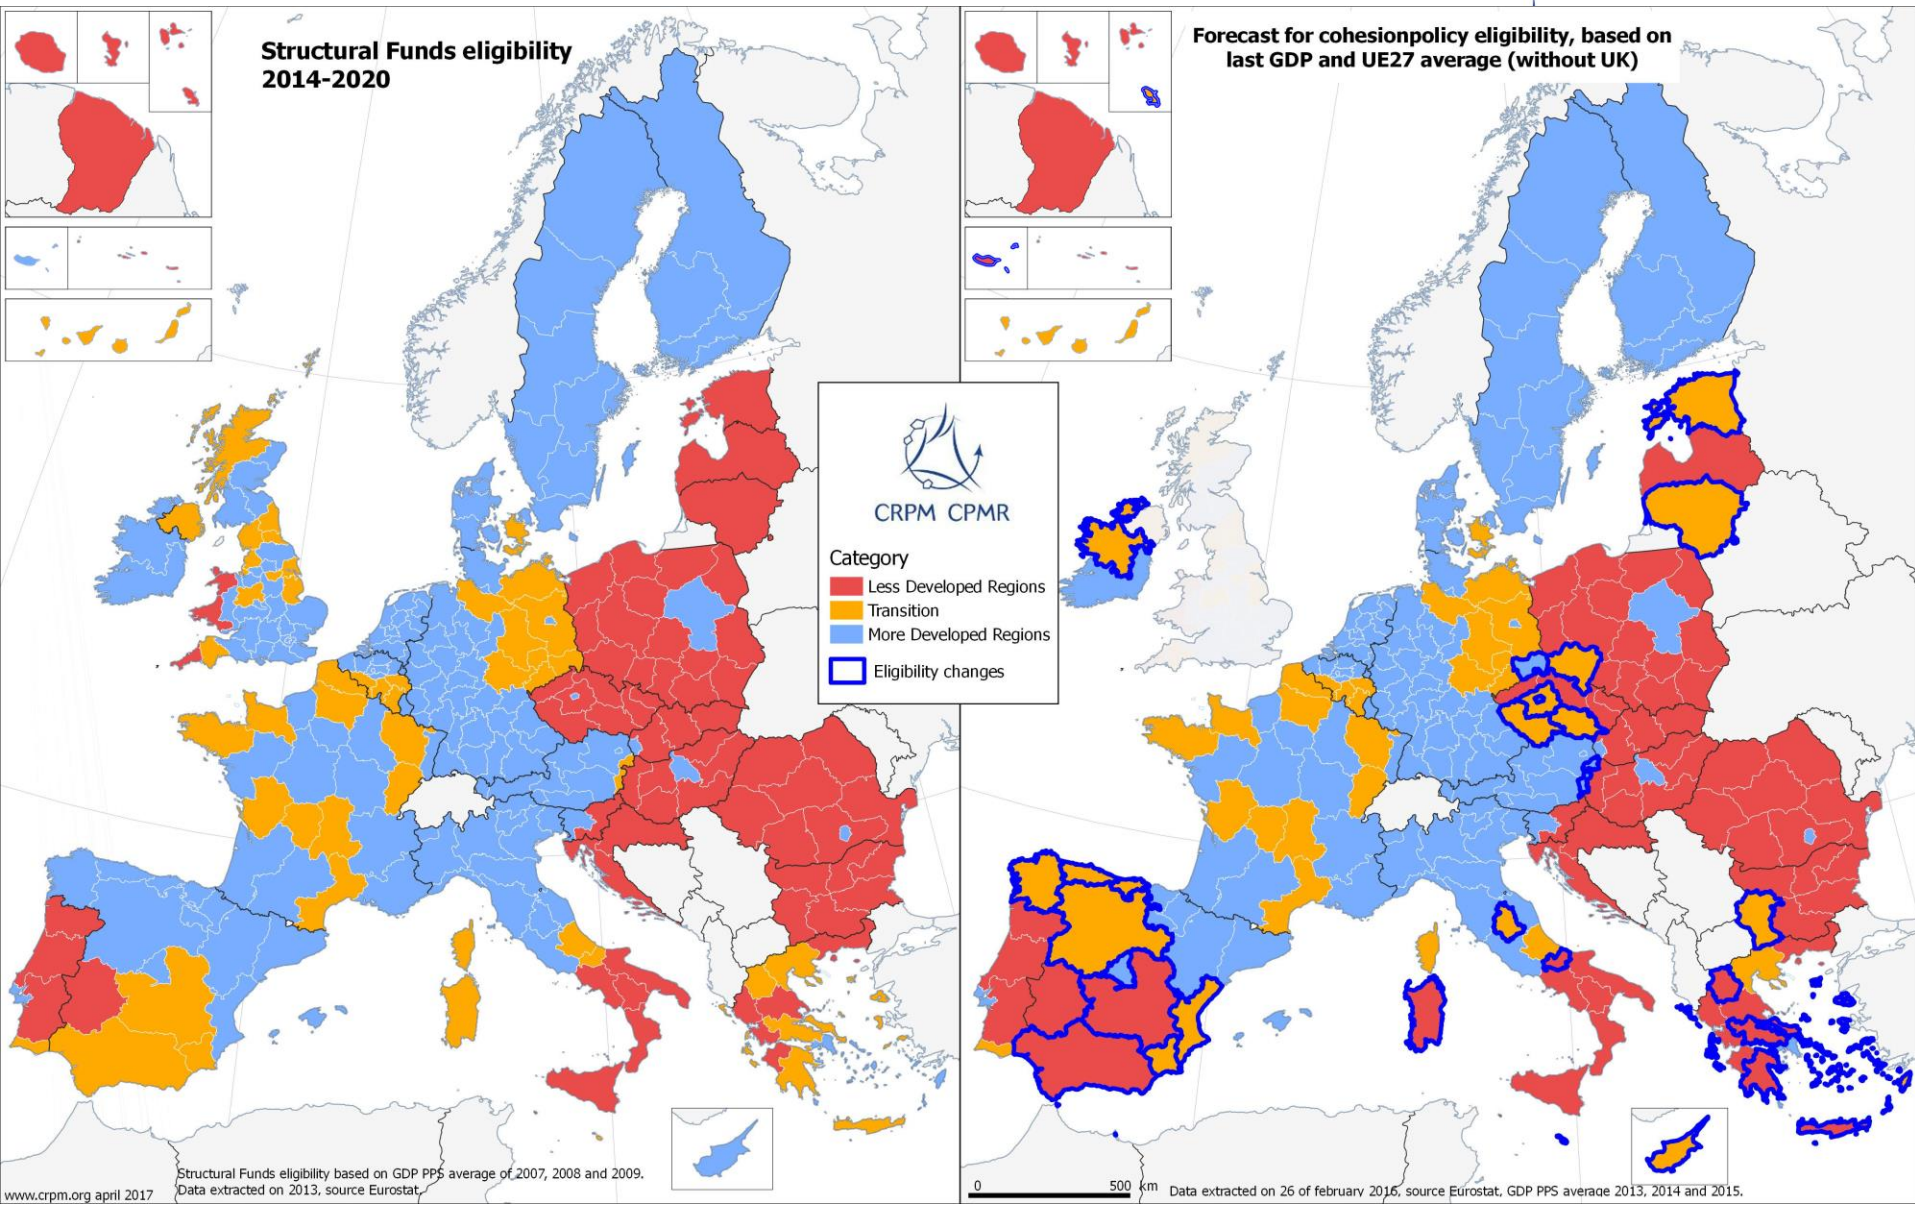 Structural Funds eligibility
2014-2020
Forecast for cohesionpolicy eligibility, based on
last GDP and UE27 average (without UK)
CRPM CPMR
Category
Less Developed Regions
Transition
More Developed Regions
Eligibility changes
Structural Funds eligibility based on GDP PPS average of 2007, 2008 and 2009.
Data extracted on 2013, source Eurostat.
www.crpm.org april 2017
0 500 km
Data extracted on 26 of february 2016, source Eurostat, GDP PPS average 2013, 2014 and 2015.